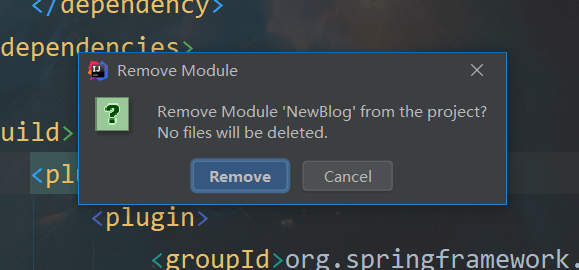 </dependency>
dependencies>
Remove Module
Remove Module 'NewBlog' from the project?
No files will be deleted.
uild>
Remove
Cancel
<plu
<plugin>
<groupId>org.springframework.